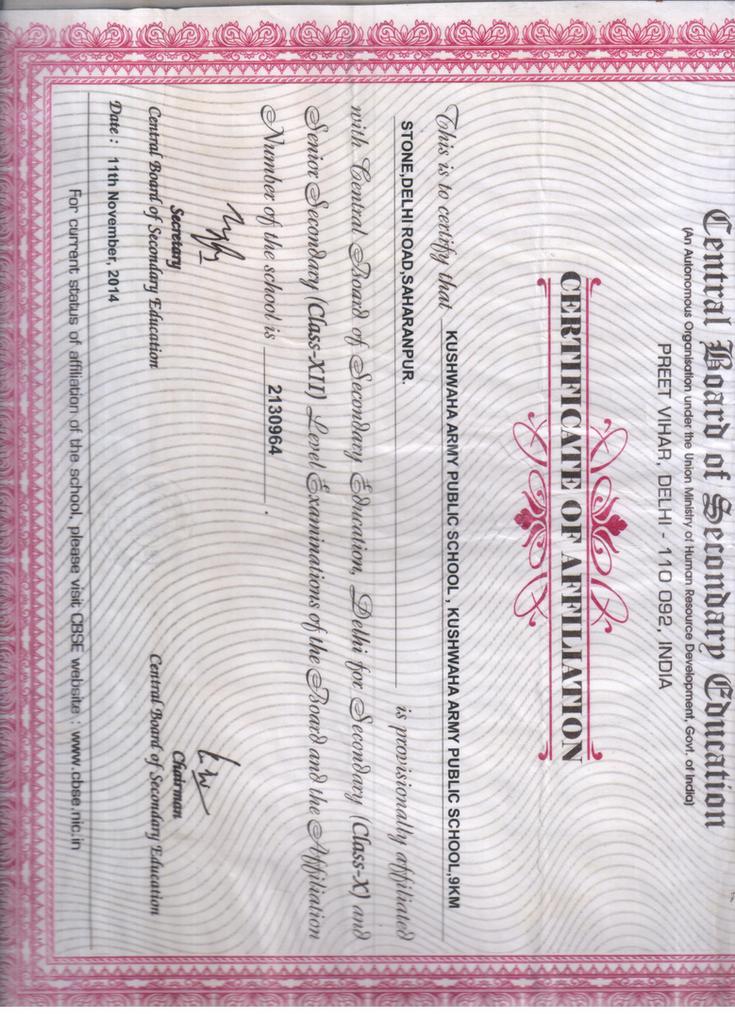 Central Board of Secondary Education
(An Autonomous Organisation under the Union Ministry of Human Resource Development, Govt. of India)
PREET VIHAR, DELHI - 110 092, INDIA
CERTIFICATE OF AFFILIATION
This is to certify that KUSHWAHA ARMY PUBLIC SCHOOL , KUSHWAHA ARMY PUBLIC SCHOOL,9KM
STONE,DELHI ROAD,SAHARANPUR. is provisionally affiliated
with Central Board of Secondary Education, Delhi for Secondary (Class-X) and
Senior Secondary (Class-XII) Level Examinations of the Board and the Affiliation
Number of the school is 2130964 .
Secretary Chairman
Central Board of Secondary Education Central Board of Secondary Education
Date : 11th November, 2014
For current status of affiliation of the school, please visit CBSE website : www.cbse.nic.in